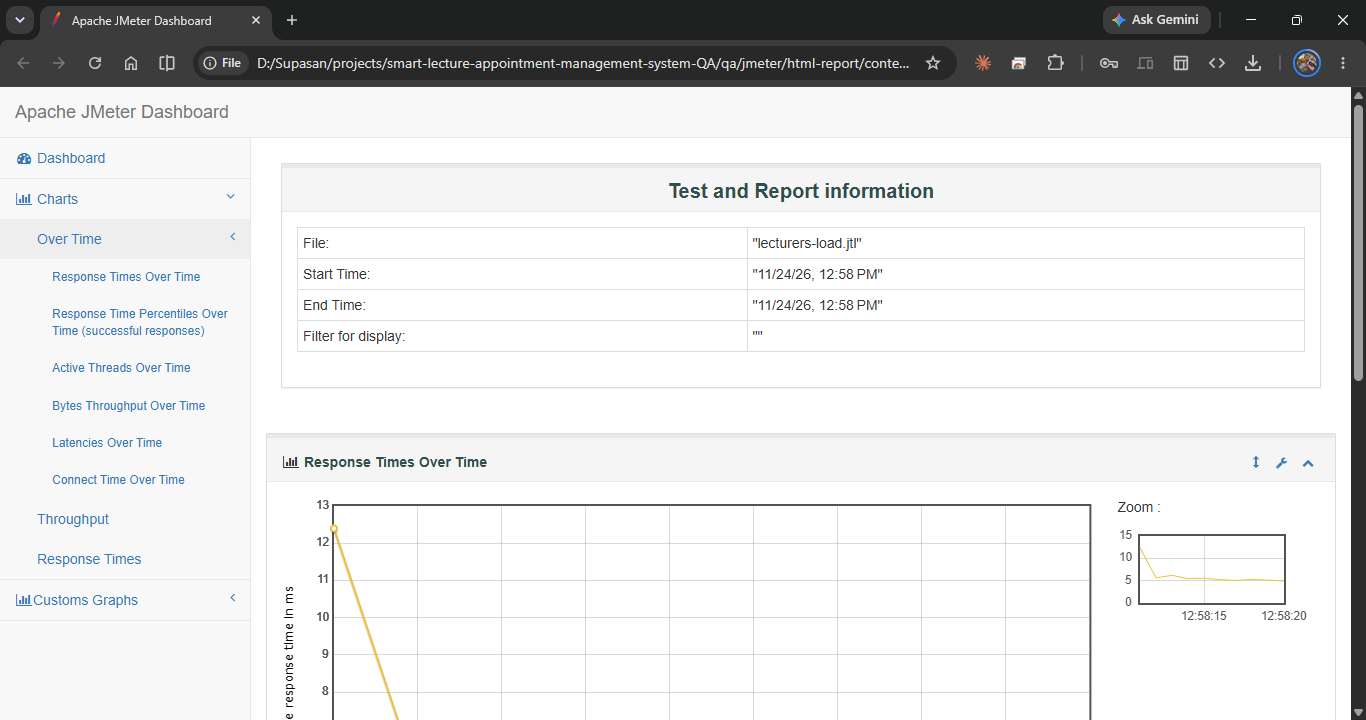 Apache JMeter Dashboard
Ask Gemini
File D:/Supasan/projects/smart-lecture-appointment-management-system-QA/qa/jmeter/html-report/conte...
Apache JMeter Dashboard
Dashboard
Charts
Over Time
Response Times Over Time
Response Time Percentiles Over
Time (successful responses)
Active Threads Over Time
Bytes Throughput Over Time
Latencies Over Time
Connect Time Over Time
Throughput
Response Times
Customs Graphs
Test and Report information
File: "lecturers-load.jtl"
Start Time: "11/24/26, 12:58 PM"
End Time: "11/24/26, 12:58 PM"
Filter for display: ""
Response Times Over Time
13
12
11
10
9
8
e response time in ms
Zoom :
15
10
5
0
12:58:15 12:58:20